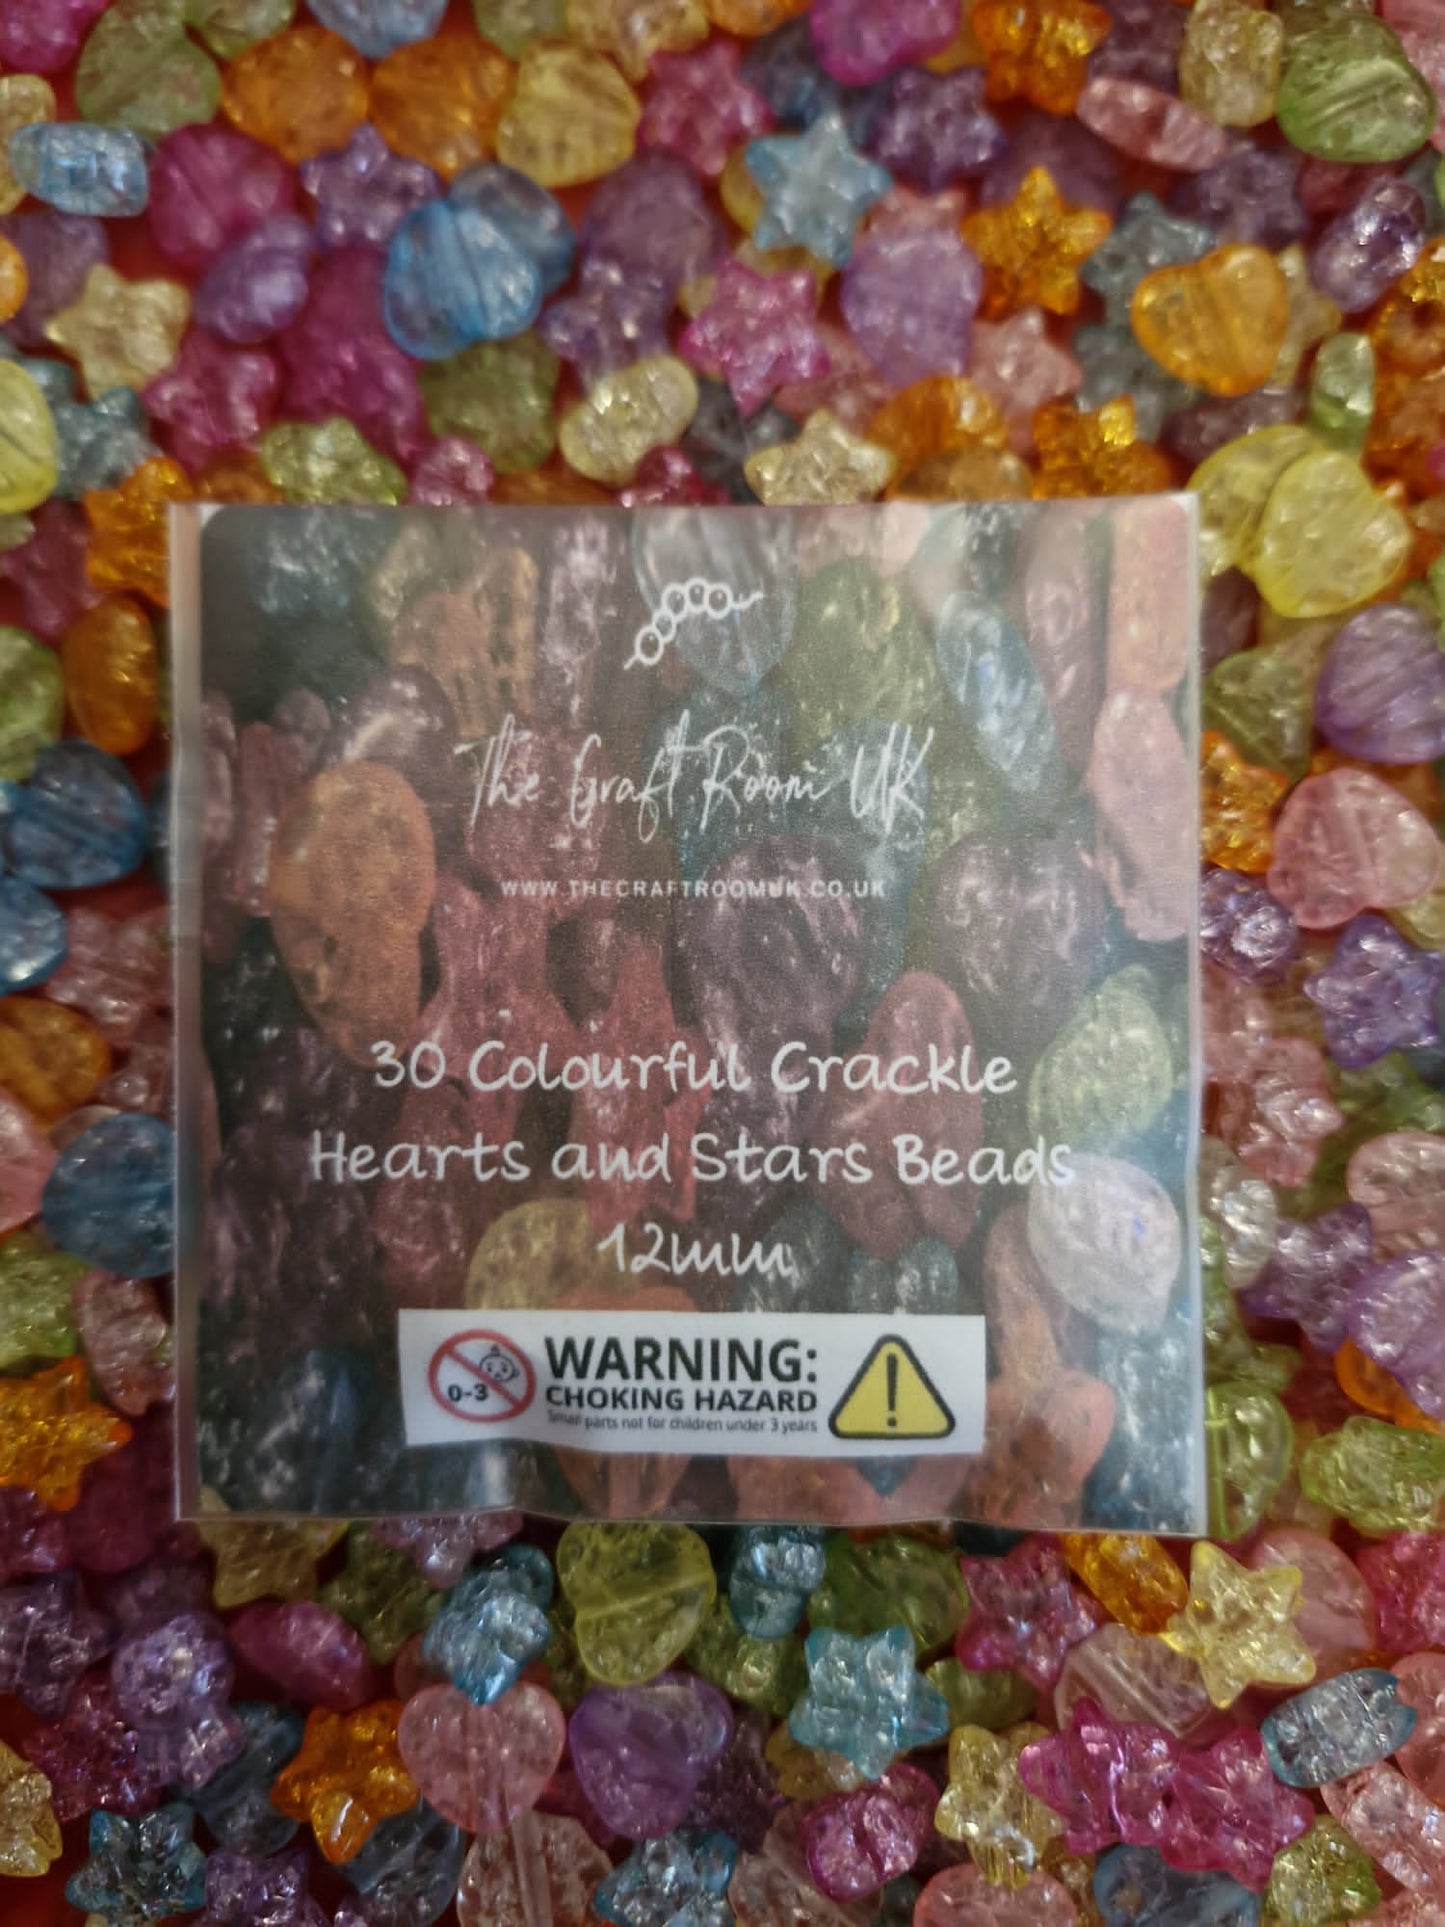 The Craft Room UK
WWW.THECRAFTROOMUK.CO.UK
30 Colourful Crackle
Hearts and Stars Beads
12mm
0-3
WARNING:
CHOKING HAZARD
Small parts not for children under 3 years